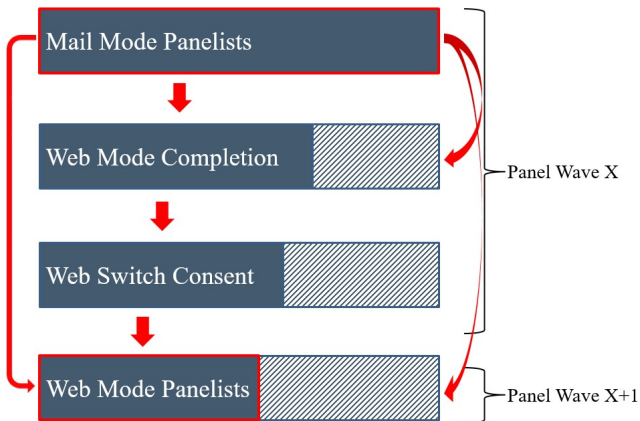 Mail Mode Panelists
Web Mode Completion
Panel Wave X
Web Switch Consent
Web Mode Panelists
Panel Wave X+1